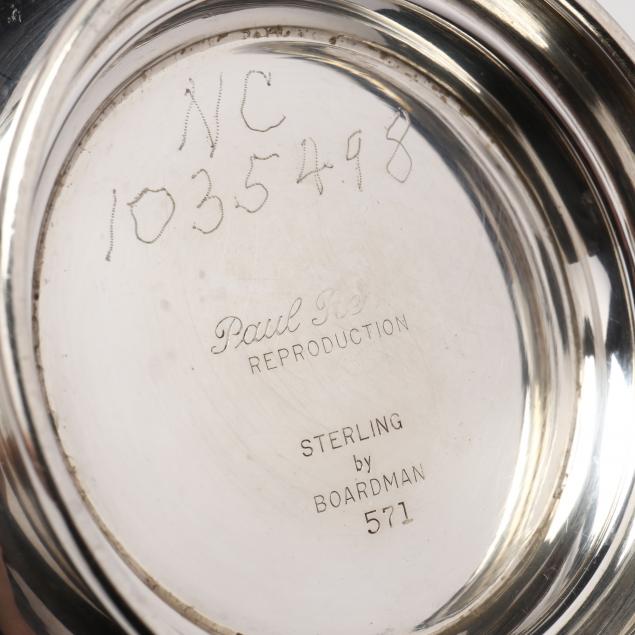 NC
1035498
Paul
REPRODUCTION
STERLING
by
BOARDMAN
571